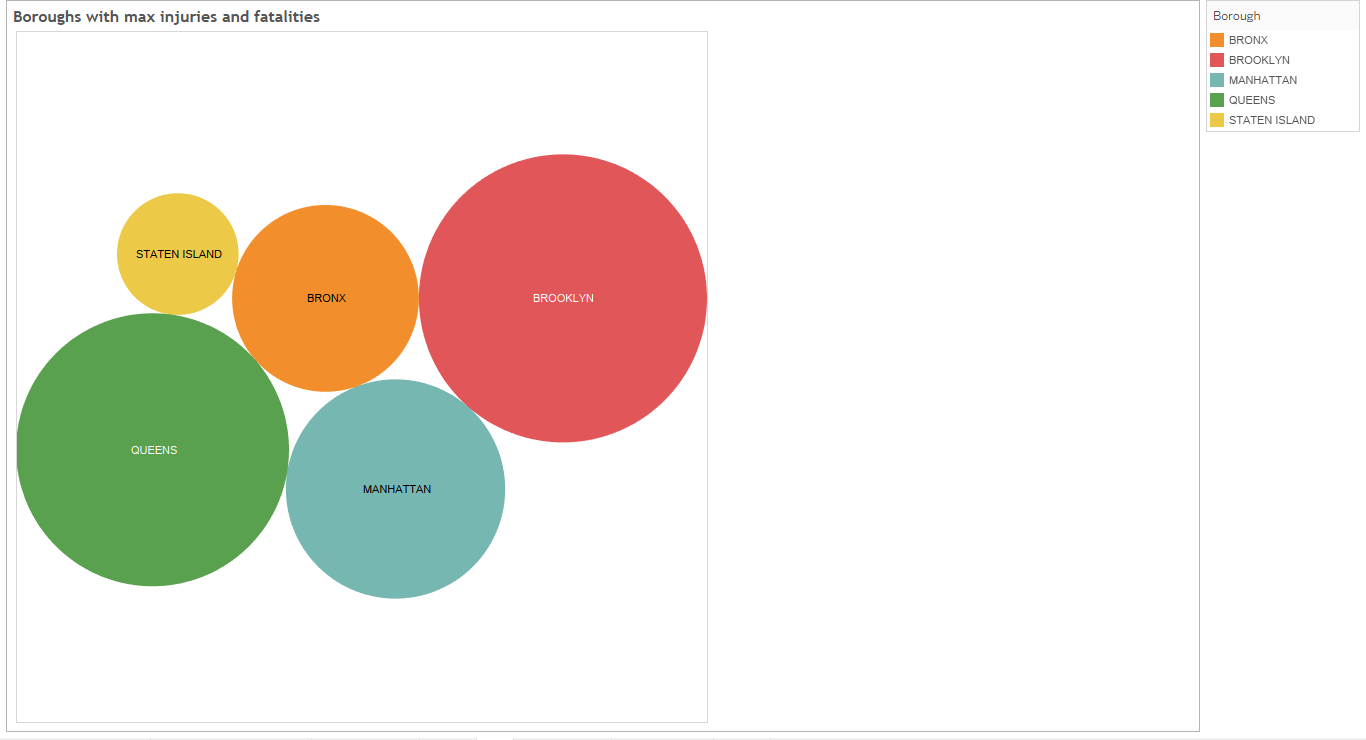 Boroughs with max injuries and fatalities
Borough
BRONX
BROOKLYN
MANHATTAN
QUEENS
STATEN ISLAND
STATEN ISLAND
BRONX
BROOKLYN
QUEENS
MANHATTAN